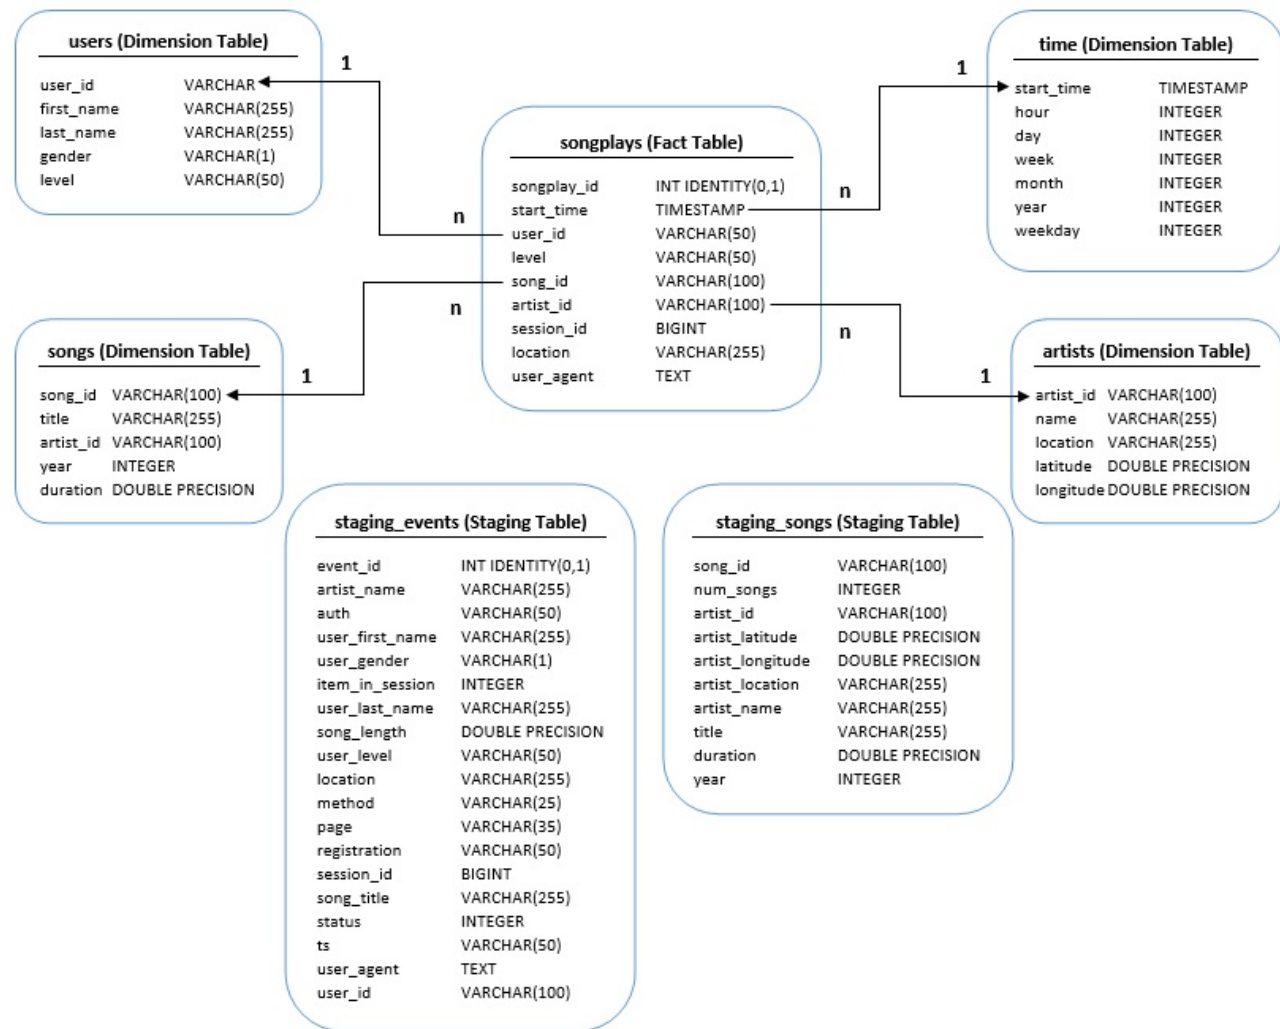 users (Dimension Table)
user_id VARCHAR
first_name VARCHAR(255)
last_name VARCHAR(255)
gender VARCHAR(1)
level VARCHAR(50)
1
n
time (Dimension Table)
start_time TIMESTAMP
hour INTEGER
day INTEGER
week INTEGER
month INTEGER
year INTEGER
weekday INTEGER
1
n
songplays (Fact Table)
songplay_id INT IDENTITY(0,1)
start_time TIMESTAMP
user_id VARCHAR(50)
level VARCHAR(50)
song_id VARCHAR(100)
artist_id VARCHAR(100)
session_id BIGINT
location VARCHAR(255)
user_agent TEXT
n
1
songs (Dimension Table)
song_id VARCHAR(100)
title VARCHAR(255)
artist_id VARCHAR(100)
year INTEGER
duration DOUBLE PRECISION
n
1
artists (Dimension Table)
artist_id VARCHAR(100)
name VARCHAR(255)
location VARCHAR(255)
latitude DOUBLE PRECISION
longitude DOUBLE PRECISION
staging_events (Staging Table)
event_id INT IDENTITY(0,1)
artist_name VARCHAR(255)
auth VARCHAR(50)
user_first_name VARCHAR(255)
user_gender VARCHAR(1)
item_in_session INTEGER
user_last_name VARCHAR(255)
song_length DOUBLE PRECISION
user_level VARCHAR(50)
location VARCHAR(255)
method VARCHAR(25)
page VARCHAR(35)
registration VARCHAR(50)
session_id BIGINT
song_title VARCHAR(255)
status INTEGER
ts VARCHAR(50)
user_agent TEXT
user_id VARCHAR(100)
staging_songs (Staging Table)
song_id VARCHAR(100)
num_songs INTEGER
artist_id VARCHAR(100)
artist_latitude DOUBLE PRECISION
artist_longitude DOUBLE PRECISION
artist_location VARCHAR(255)
artist_name VARCHAR(255)
title VARCHAR(255)
duration DOUBLE PRECISION
year INTEGER